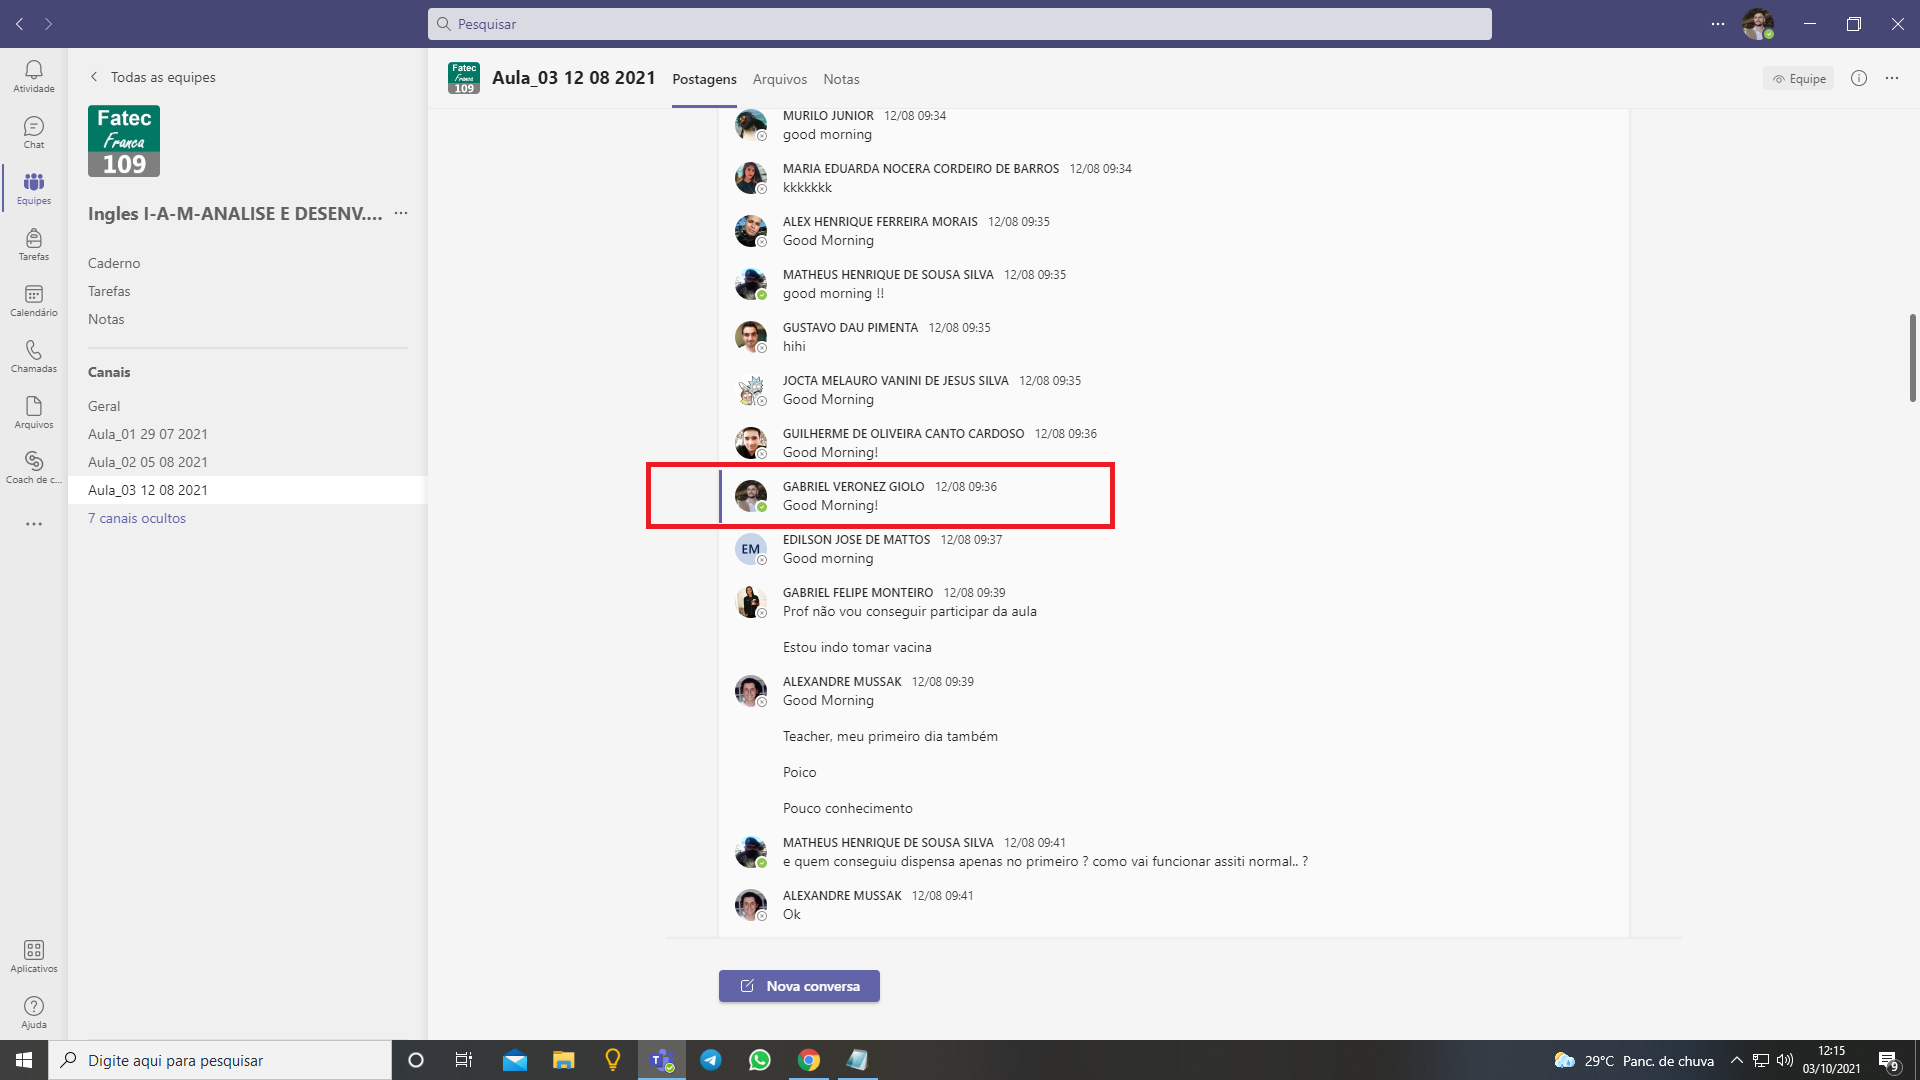 Pesquisar
Atividade
Chat
Equipes
Tarefas
Calendário
Chamadas
Arquivos
Coach de c...
Aplicativos
Ajuda
Todas as equipes
Fatec
Franca
109
Ingles I-A-M-ANALISE E DESENV....
Caderno
Tarefas
Notas
Canais
Geral
Aula_01 29 07 2021
Aula_02 05 08 2021
Aula_03 12 08 2021
7 canais ocultos
Fatec
Franca
109
Aula_03 12 08 2021
Postagens
Arquivos
Notas
Equipe
MURILO JUNIOR 12/08 09:34
good morning
MARIA EDUARDA NOCERA CORDEIRO DE BARROS 12/08 09:34
kkkkkkk
ALEX HENRIQUE FERREIRA MORAIS 12/08 09:35
Good Morning
MATHEUS HENRIQUE DE SOUSA SILVA 12/08 09:35
good morning !!
GUSTAVO DAU PIMENTA 12/08 09:35
hihi
JOCTA MELAURO VANINI DE JESUS SILVA 12/08 09:35
Good Morning
GUILHERME DE OLIVEIRA CANTO CARDOSO 12/08 09:36
Good Morning!
GABRIEL VERONEZ GIOLO 12/08 09:36
Good Morning!
EM
EDILSON JOSE DE MATTOS 12/08 09:37
Good morning
GABRIEL FELIPE MONTEIRO 12/08 09:39
Prof não vou conseguir participar da aula
Estou indo tomar vacina
ALEXANDRE MUSSAK 12/08 09:39
Good Morning
Teacher, meu primeiro dia também
Poico
Pouco conhecimento
MATHEUS HENRIQUE DE SOUSA SILVA 12/08 09:41
e quem conseguiu dispensa apenas no primeiro ? como vai funcionar assiti normal.. ?
ALEXANDRE MUSSAK 12/08 09:41
Ok
Nova conversa
Digite aqui para pesquisar
29°C Panc. de chuva
12:15
03/10/2021
9